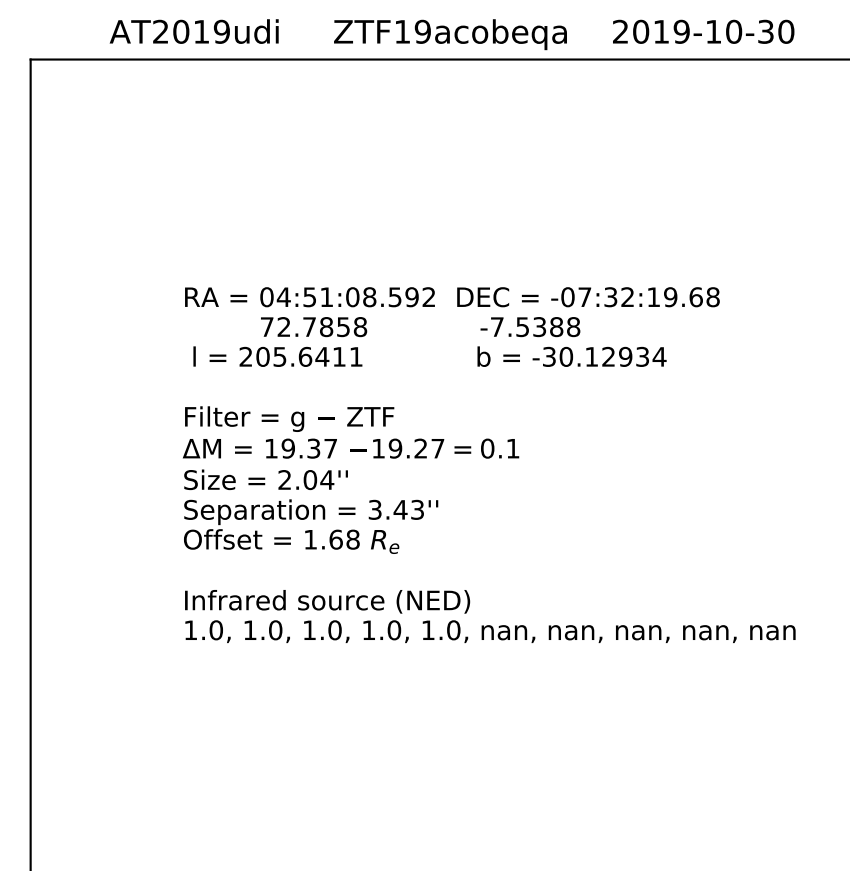 AT2019udi ZTF19acobeqa 2019-10-30
RA = 04:51:08.592 DEC = -07:32:19.68
72.7858 -7.5388
l = 205.6411 b = -30.12934
Filter = g − ZTF
ΔM = 19.37 −19.27 = 0.1
Size = 2.04''
Separation = 3.43''
Offset = 1.68 Re
Infrared source (NED)
1.0, 1.0, 1.0, 1.0, 1.0, nan, nan, nan, nan, nan